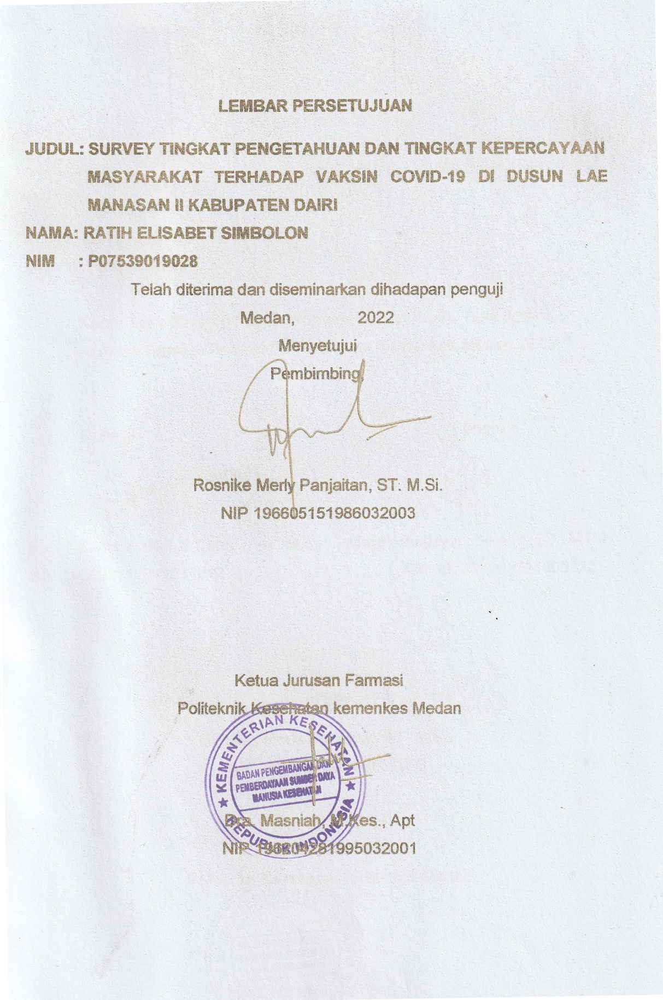 LEMBAR PERSETUJUAN
JUDUL: SURVEY TINGKAT PENGETAHUAN DAN TINGKAT KEPERCAYAAN
MASYARAKAT TERHADAP VAKSIN COVID-19 DI DUSUN LAE
MANASAN II KABUPATEN DAIRI
NAMA: RATIH ELISABET SIMBOLON
NIM : P07539019028
Telah diterima dan diseminarkan dihadapan penguji
Medan, 2022
Menyetujui
Pembimbing,
Rosnike Merly Panjaitan, ST. M.Si.
NIP 196605151986032003
Ketua Jurusan Farmasi
Politeknik Kesehatan kemenkes Medan
KEMENTERIAN KESEHATAN
BADAN PENGEMBANGAN DAN
PEMBERDAYAAN SUMBER DAYA
MANUSIA KESEHATAN
REPUBLIK INDONESIA
Dra. Masniah, M.Kes., Apt
NIP 196204281995032001